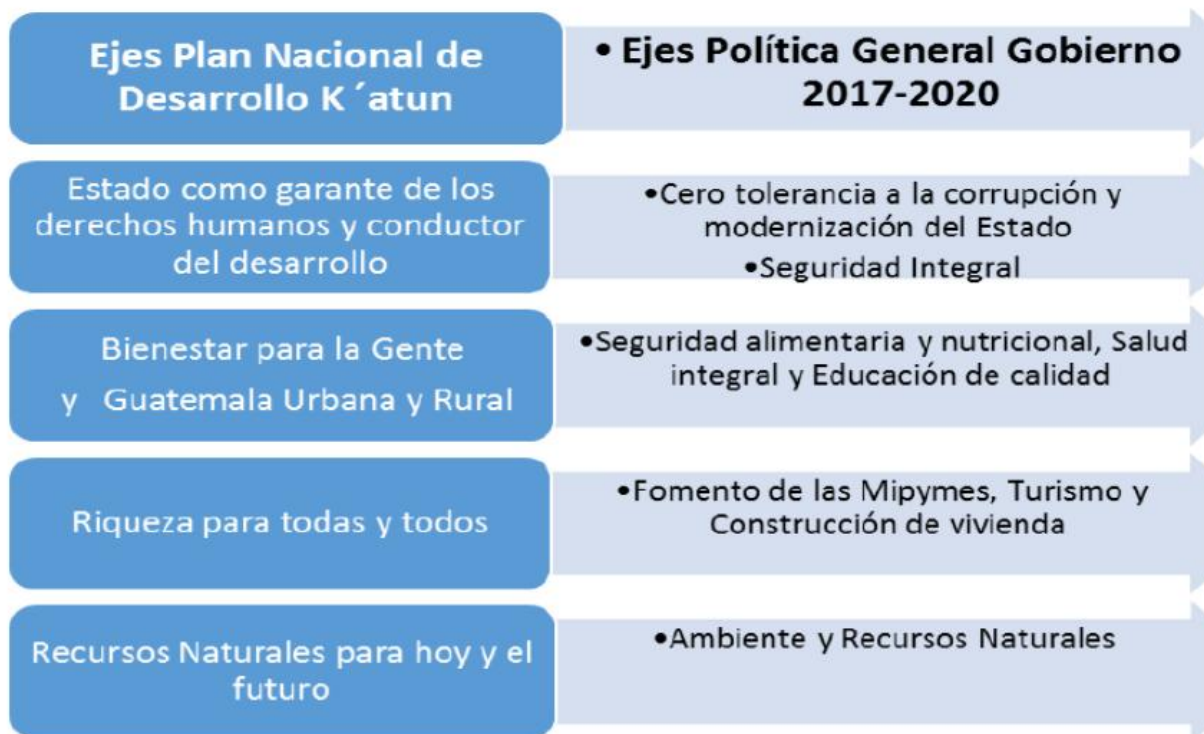 Ejes Plan Nacional de
Desarrollo K ´atun
• Ejes Política General Gobierno
2017-2020
Estado como garante de los
derechos humanos y conductor
del desarrollo
•Cero tolerancia a la corrupción y
modernización del Estado
•Seguridad Integral
Bienestar para la Gente
y Guatemala Urbana y Rural
•Seguridad alimentaria y nutricional, Salud
integral y Educación de calidad
Riqueza para todas y todos
•Fomento de las Mipymes, Turismo y
Construcción de vivienda
Recursos Naturales para hoy y el
futuro
•Ambiente y Recursos Naturales